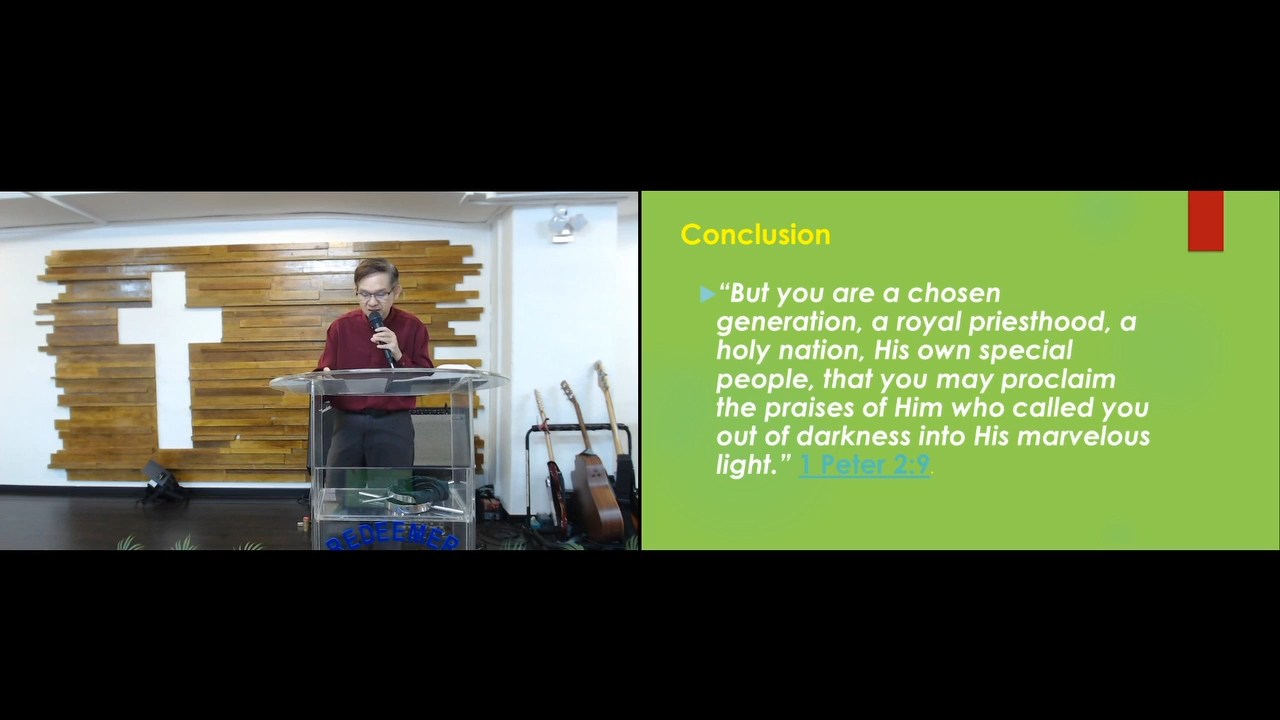 REDEEMER
Conclusion
“But you are a chosen
generation, a royal priesthood, a
holy nation, His own special
people, that you may proclaim
the praises of Him who called you
out of darkness into His marvelous
light.” 1 Peter 2:9.